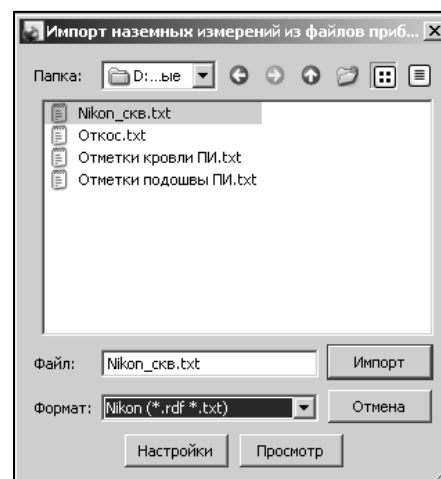 Импорт наземных измерений из файлов приб...
Папка: D:...ые
Nikon_скв.txt
Откос.txt
Отметки кровли ПИ.txt
Отметки подошвы ПИ.txt
Файл: Nikon_скв.txt Импорт
Формат: Nikon (*.rdf *.txt) Отмена
Настройки Просмотр